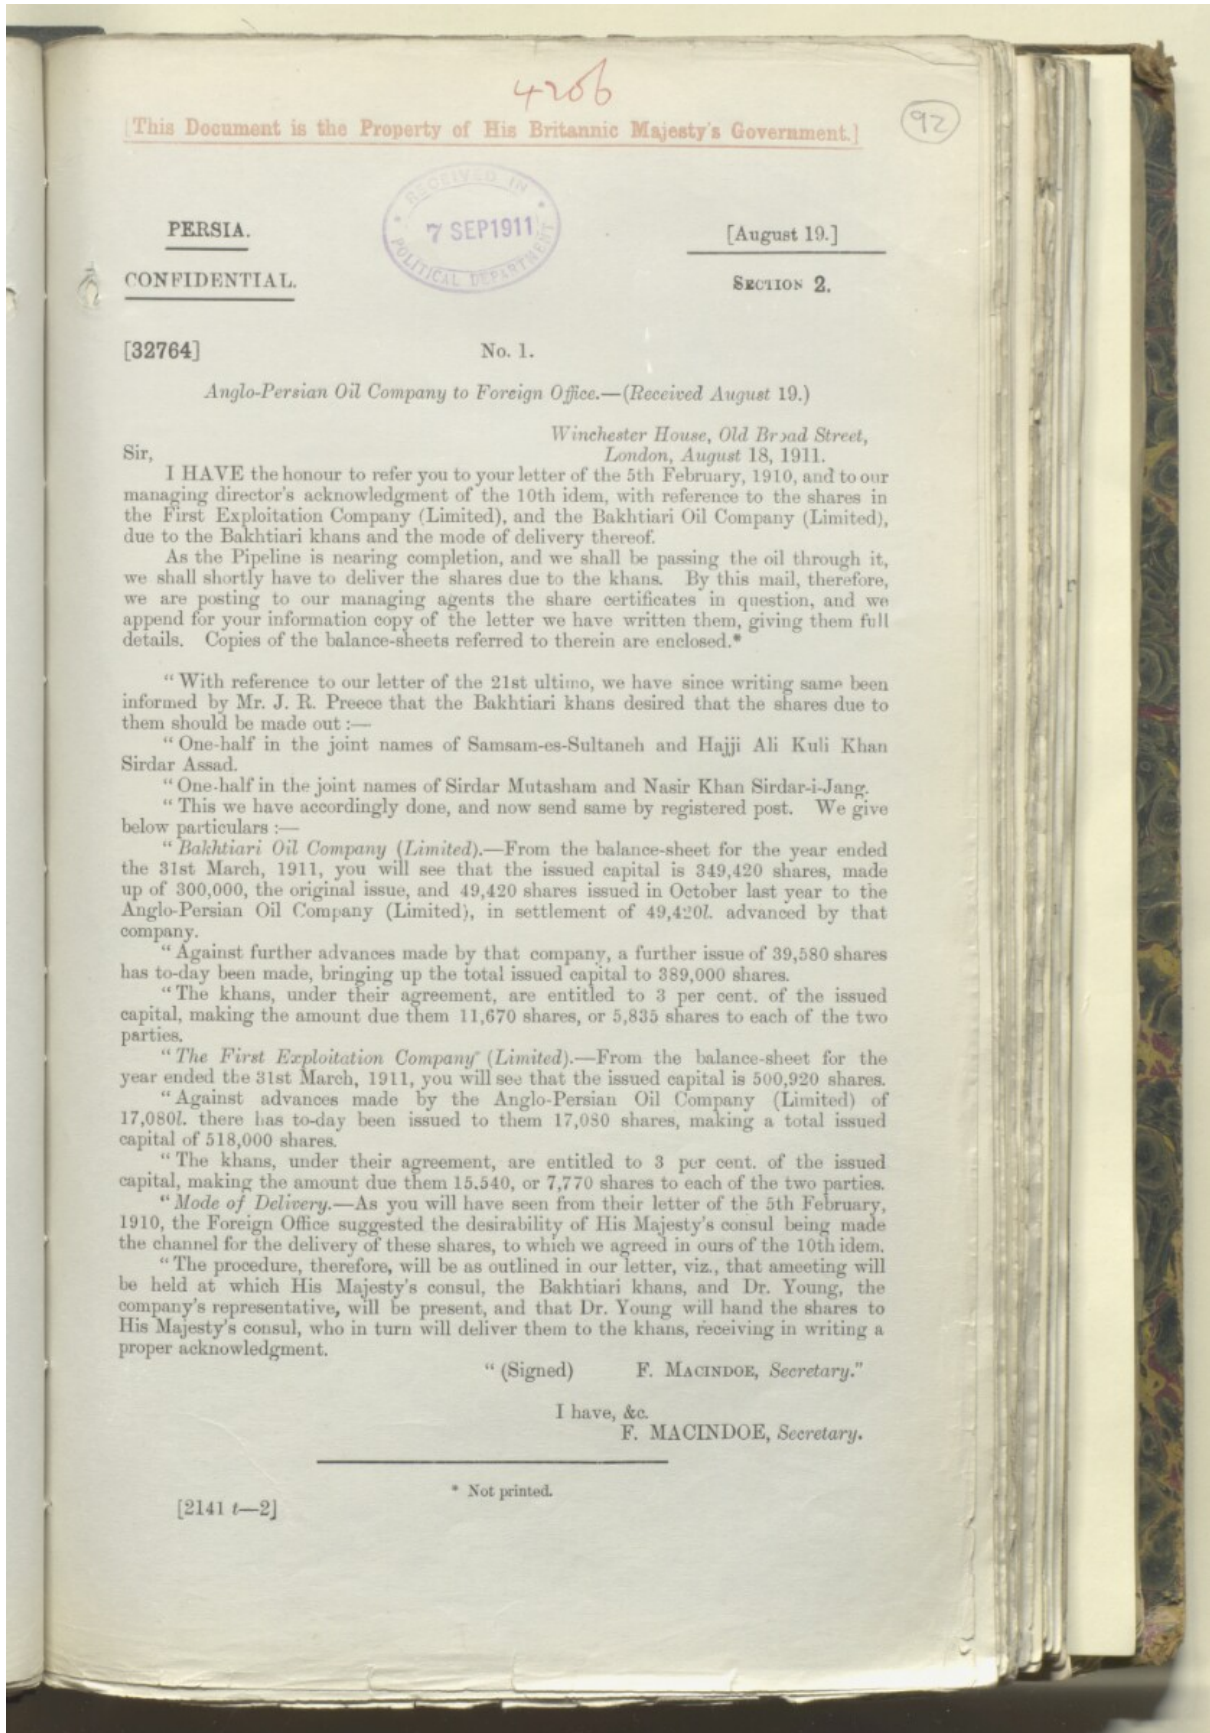 4206
[This Document is the Property of His Britannic Majesty's Government.]
92
RECEIVED IN
7 SEP1911
POLITICAL DEPARTMENT
PERSIA.
[August 19.]
CONFIDENTIAL.
SECTION 2.
[32764]
No. 1.
Anglo-Persian Oil Company to Foreign Office.—(Received August 19.)
Winchester House, Old Broad Street,
Sir,
London, August 18, 1911.
I HAVE the honour to refer you to your letter of the 5th February, 1910, and to our
managing director's acknowledgment of the 10th idem, with reference to the shares in
the First Exploitation Company (Limited), and the Bakhtiari Oil Company (Limited),
due to the Bakhtiari khans and the mode of delivery thereof.
As the Pipeline is nearing completion, and we shall be passing the oil through it,
we shall shortly have to deliver the shares due to the khans. By this mail, therefore,
we are posting to our managing agents the share certificates in question, and we
append for your information copy of the letter we have written them, giving them full
details. Copies of the balance-sheets referred to therein are enclosed.*
“With reference to our letter of the 21st ultimo, we have since writing same been
informed by Mr. J. R. Preece that the Bakhtiari khans desired that the shares due to
them should be made out :—
“One-half in the joint names of Samsam-es-Sultaneh and Hajji Ali Kuli Khan
Sirdar Assad.
“One-half in the joint names of Sirdar Mutasham and Nasir Khan Sirdar-i-Jang.
“This we have accordingly done, and now send same by registered post. We give
below particulars :—
“Bakhtiari Oil Company (Limited).—From the balance-sheet for the year ended
the 31st March, 1911, you will see that the issued capital is 349,420 shares, made
up of 300,000, the original issue, and 49,420 shares issued in October last year to the
Anglo-Persian Oil Company (Limited), in settlement of 49,420l. advanced by that
company.
“Against further advances made by that company, a further issue of 39,580 shares
has to-day been made, bringing up the total issued capital to 389,000 shares.
“The khans, under their agreement, are entitled to 3 per cent. of the issued
capital, making the amount due them 11,670 shares, or 5,835 shares to each of the two
parties.
“The First Exploitation Company (Limited).—From the balance-sheet for the
year ended the 31st March, 1911, you will see that the issued capital is 500,920 shares.
“Against advances made by the Anglo-Persian Oil Company (Limited) of
17,080l. there has to-day been issued to them 17,080 shares, making a total issued
capital of 518,000 shares.
“The khans, under their agreement, are entitled to 3 per cent. of the issued
capital, making the amount due them 15,540, or 7,770 shares to each of the two parties.
“Mode of Delivery.—As you will have seen from their letter of the 5th February,
1910, the Foreign Office suggested the desirability of His Majesty's consul being made
the channel for the delivery of these shares, to which we agreed in ours of the 10th idem.
“The procedure, therefore, will be as outlined in our letter, viz., that ameeting will
be held at which His Majesty's consul, the Bakhtiari khans, and Dr. Young, the
company's representative, will be present, and that Dr. Young will hand the shares to
His Majesty's consul, who in turn will deliver them to the khans, receiving in writing a
proper acknowledgment.
“(Signed) F. MACINDOE, Secretary.”
I have, &c.
F. MACINDOE, Secretary.
* Not printed.
[2141 t—2]